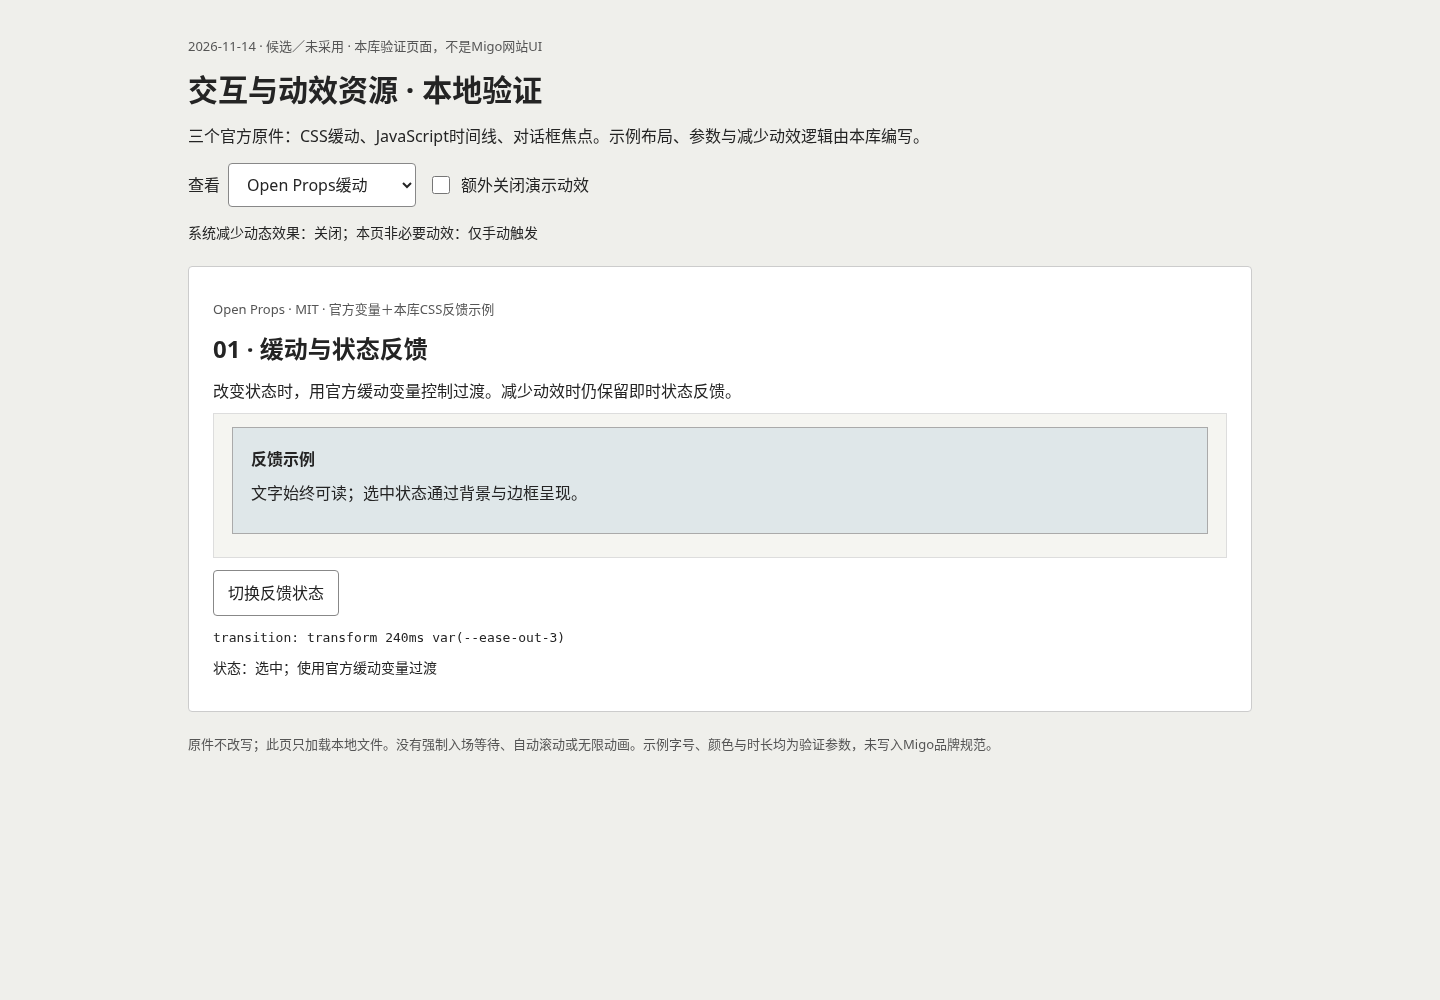 2026-11-14 · 候选／未采用 · 本库验证页面，不是Migo网站UI
交互与动效资源 · 本地验证
三个官方原件：CSS缓动、JavaScript时间线、对话框焦点。示例布局、参数与减少动效逻辑由本库编写。
查看 Open Props缓动 额外关闭演示动效
系统减少动态效果：关闭；本页非必要动效：仅手动触发
Open Props · MIT · 官方变量＋本库CSS反馈示例
01 · 缓动与状态反馈
改变状态时，用官方缓动变量控制过渡。减少动效时仍保留即时状态反馈。
反馈示例
文字始终可读；选中状态通过背景与边框呈现。
切换反馈状态
transition: transform 240ms var(--ease-out-3)
状态：选中；使用官方缓动变量过渡
原件不改写；此页只加载本地文件。没有强制入场等待、自动滚动或无限动画。示例字号、颜色与时长均为验证参数，未写入Migo品牌规范。